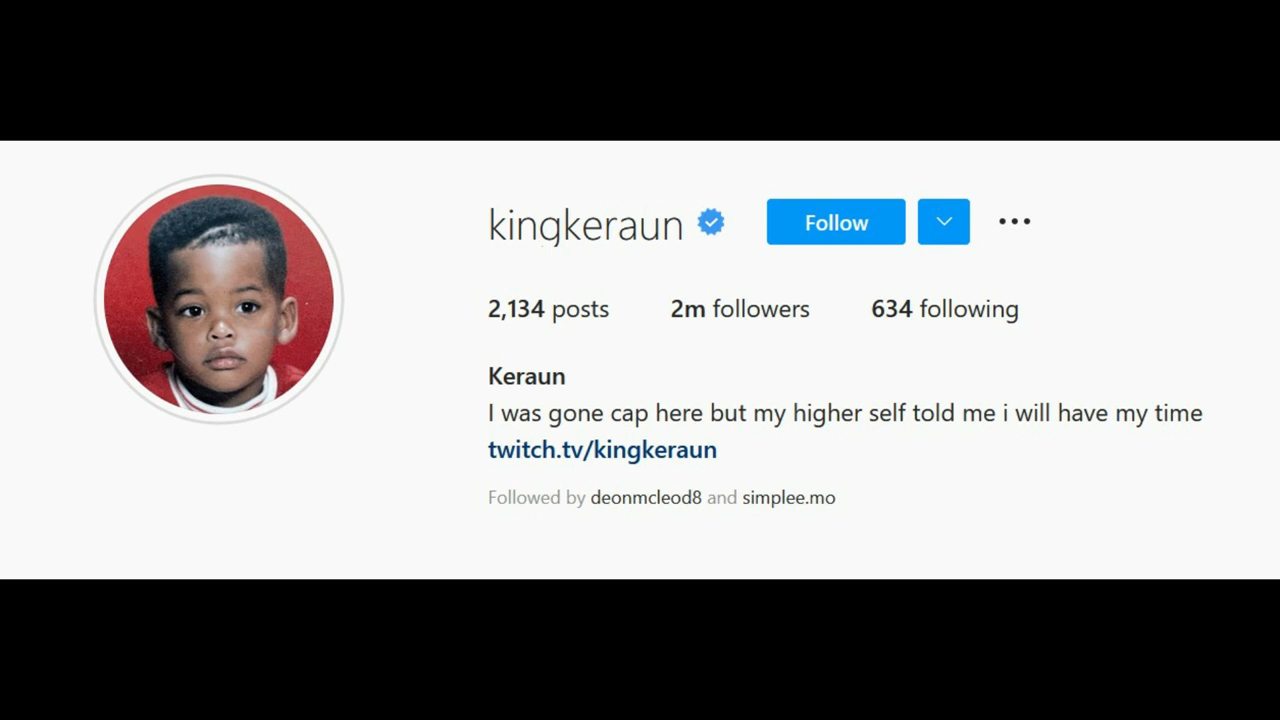 kingkeraun Follow
2,134 posts 2m followers 634 following
Keraun
I was gone cap here but my higher self told me i will have my time
twitch.tv/kingkeraun
Followed by deonmcleod8 and simplee.mo